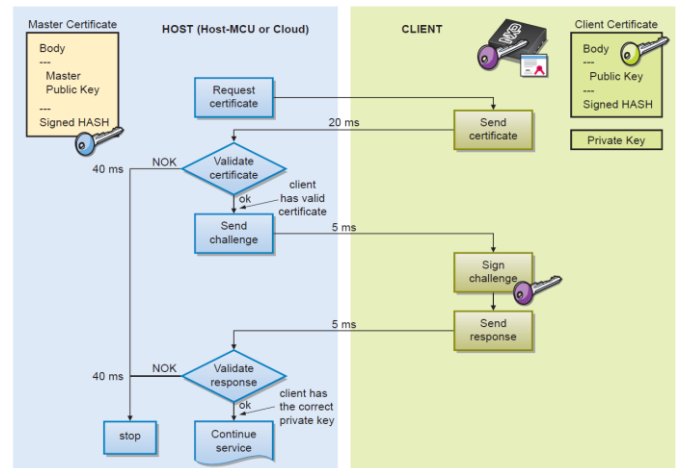 Master Certificate
Body
---
Master
Public Key
---
Signed HASH
HOST (Host-MCU or Cloud)
CLIENT
NXP
Client Certificate
Body
---
Public Key
---
Signed HASH
Private Key
Request
certificate
Send
certificate
20 ms
Validate
certificate
NOK
40 ms
ok
client
has valid
certificate
Send
challenge
5 ms
Sign
challenge
Send
response
5 ms
Validate
response
NOK
40 ms
ok
client has
the correct
private key
stop
Continue
service